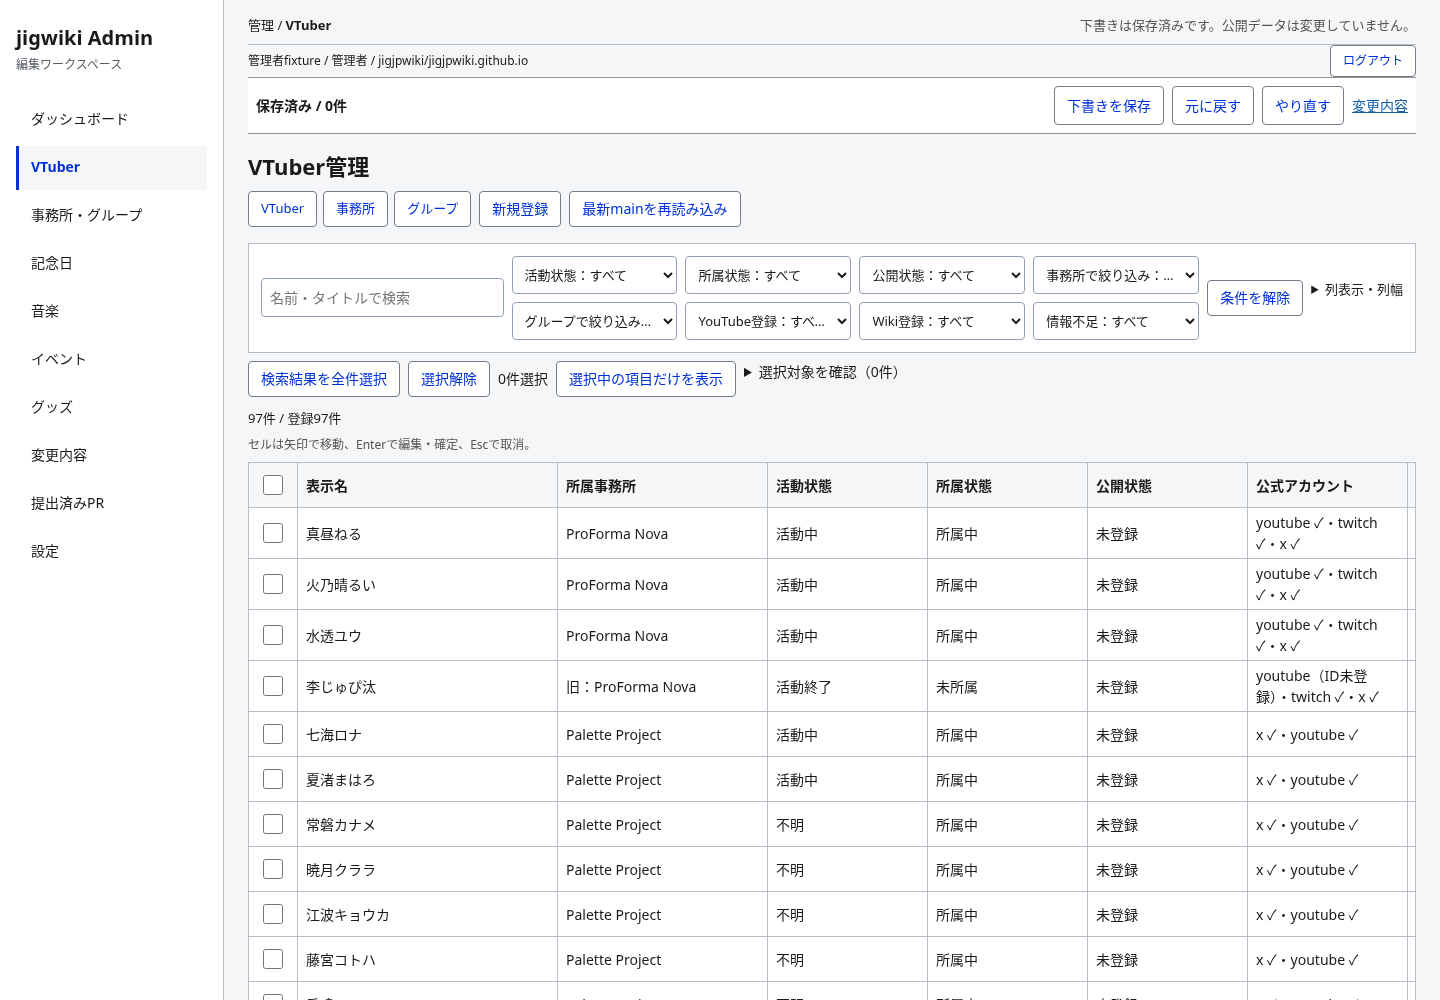 jigwiki Admin
編集ワークスペース
ダッシュボード
VTuber
事務所・グループ
記念日
音楽
イベント
グッズ
変更内容
提出済みPR
設定
管理 / VTuber
下書きは保存済みです。公開データは変更していません。
管理者fixture / 管理者 / jigjpwiki/jigjpwiki.github.io
ログアウト
保存済み / 0件
下書きを保存
元に戻す
やり直す
変更内容
VTuber管理
VTuber
事務所
グループ
新規登録
最新mainを再読み込み
名前・タイトルで検索
活動状態：すべて
所属状態：すべて
公開状態：すべて
事務所で絞り込み：...
グループで絞り込み...
YouTube登録：すべ...
Wiki登録：すべて
情報不足：すべて
条件を解除
▶ 列表示・列幅
検索結果を全件選択
選択解除
0件選択
選択中の項目だけを表示
▶ 選択対象を確認（0件）
97件 / 登録97件
セルは矢印で移動、Enterで編集・確定、Escで取消。
表示名 所属事務所 活動状態 所属状態 公開状態 公式アカウント
真昼ねる ProForma Nova 活動中 所属中 未登録 youtube ✓・twitch
✓・x ✓
火乃晴るい ProForma Nova 活動中 所属中 未登録 youtube ✓・twitch
✓・x ✓
水透ユウ ProForma Nova 活動中 所属中 未登録 youtube ✓・twitch
✓・x ✓
李じゅぴ汰 旧：ProForma Nova 活動終了 未所属 未登録 youtube（ID未登
録）・twitch ✓・x ✓
七海ロナ Palette Project 活動中 所属中 未登録 x ✓・youtube ✓
夏渚まはろ Palette Project 活動中 所属中 未登録 x ✓・youtube ✓
常磐カナメ Palette Project 不明 所属中 未登録 x ✓・youtube ✓
暁月クララ Palette Project 不明 所属中 未登録 x ✓・youtube ✓
江波キョウカ Palette Project 不明 所属中 未登録 x ✓・youtube ✓
藤宮コトハ Palette Project 不明 所属中 未登録 x ✓・youtube ✓